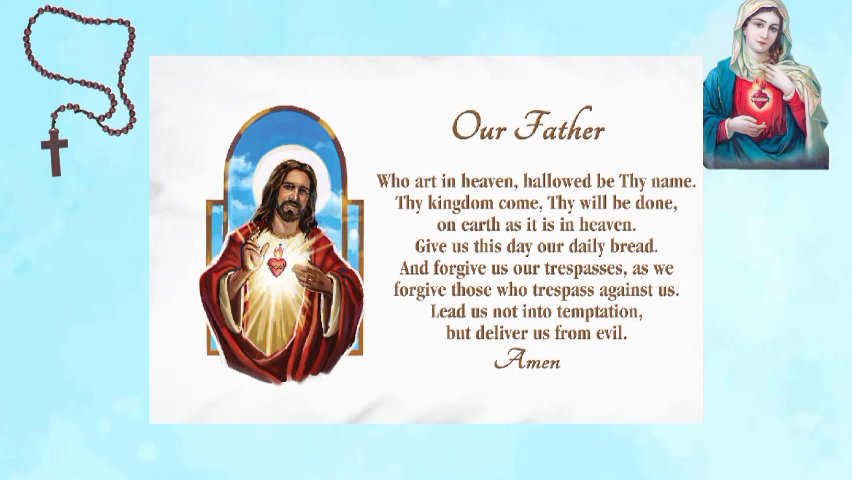 Our Father
Who art in heaven, hallowed be Thy name.
Thy kingdom come, Thy will be done,
on earth as it is in heaven.
Give us this day our daily bread.
And forgive us our trespasses, as we
forgive those who trespass against us.
Lead us not into temptation,
but deliver us from evil.
Amen